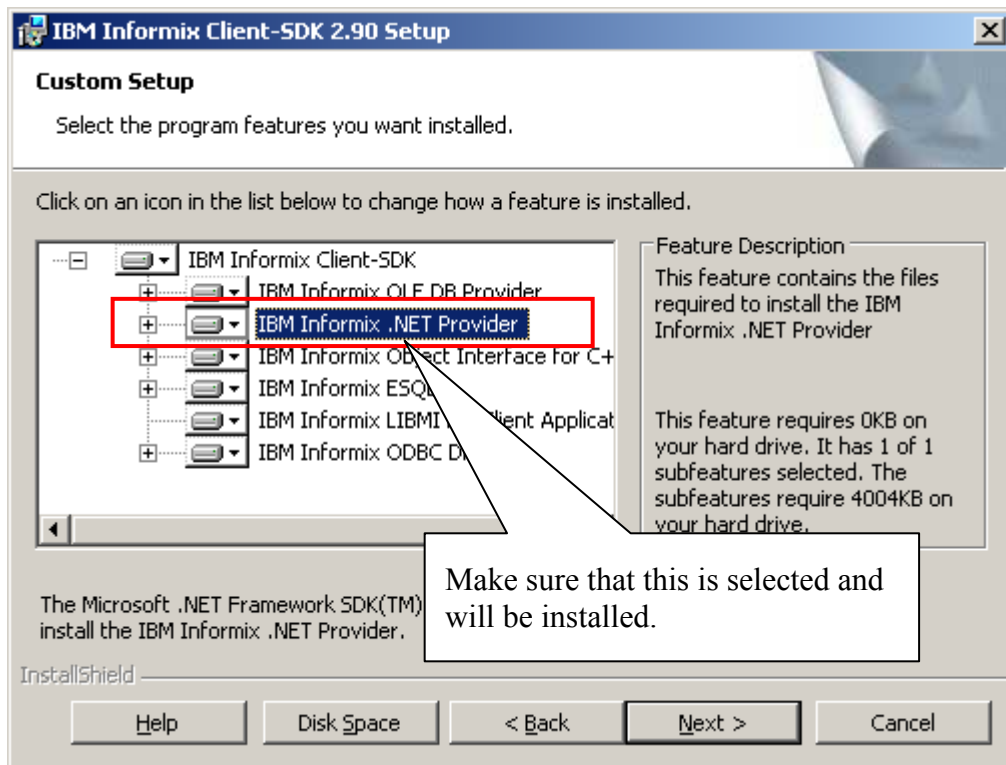 IBM Informix Client-SDK 2.90 Setup
Custom Setup
Select the program features you want installed.
Click on an icon in the list below to change how a feature is installed.
IBM Informix Client-SDK
IBM Informix OLE DB Provider
IBM Informix .NET Provider
IBM Informix Object Interface for C+
IBM Informix ESQL
IBM Informix LIBMI Client Applicat
IBM Informix ODBC D
Feature Description
This feature contains the files
required to install the IBM
Informix .NET Provider
This feature requires 0KB on
your hard drive. It has 1 of 1
subfeatures selected. The
subfeatures require 4004KB on
your hard drive.
Make sure that this is selected and
will be installed.
The Microsoft .NET Framework SDK(TM)
install the IBM Informix .NET Provider.
InstallShield
Help
Disk Space
< Back
Next >
Cancel